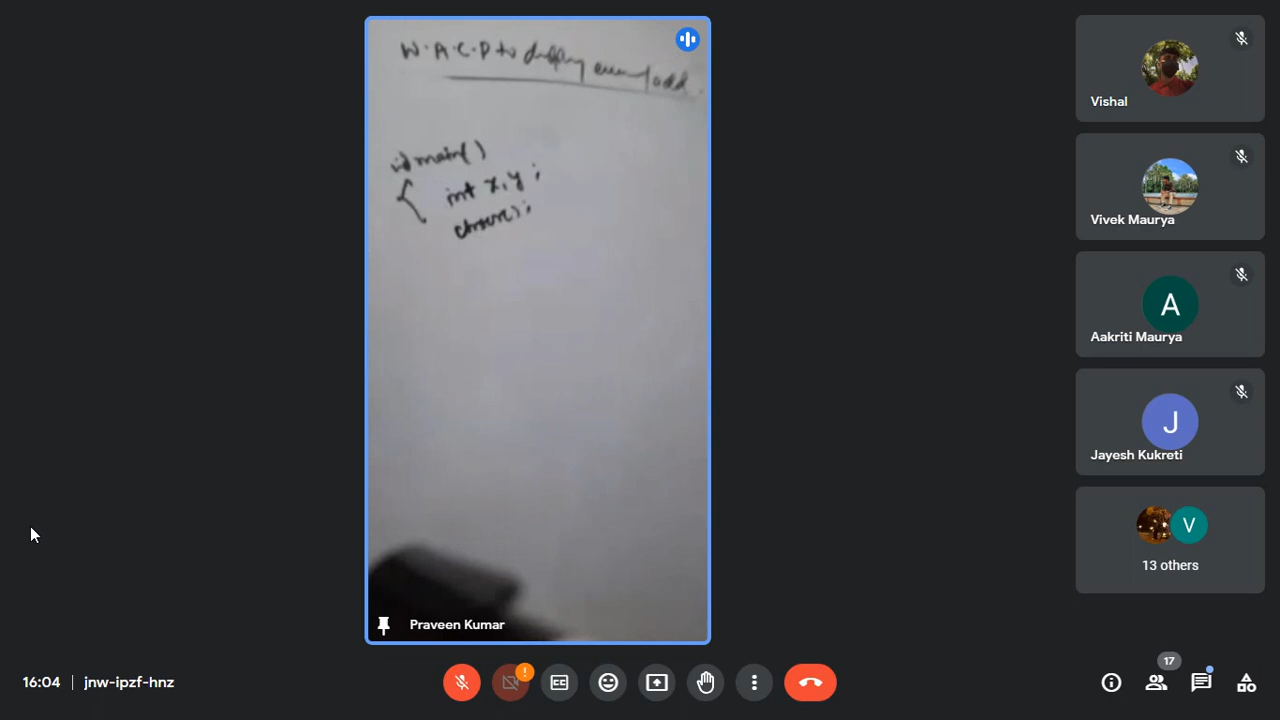 W.A.C.P to display even/odd.
id main()
{ int x, y ;
clrscr();
Praveen Kumar
Vishal
Vivek Maurya
A
Aakriti Maurya
J
Jayesh Kukreti
V
13 others
16:04 | jnw-ipzf-hnz
17